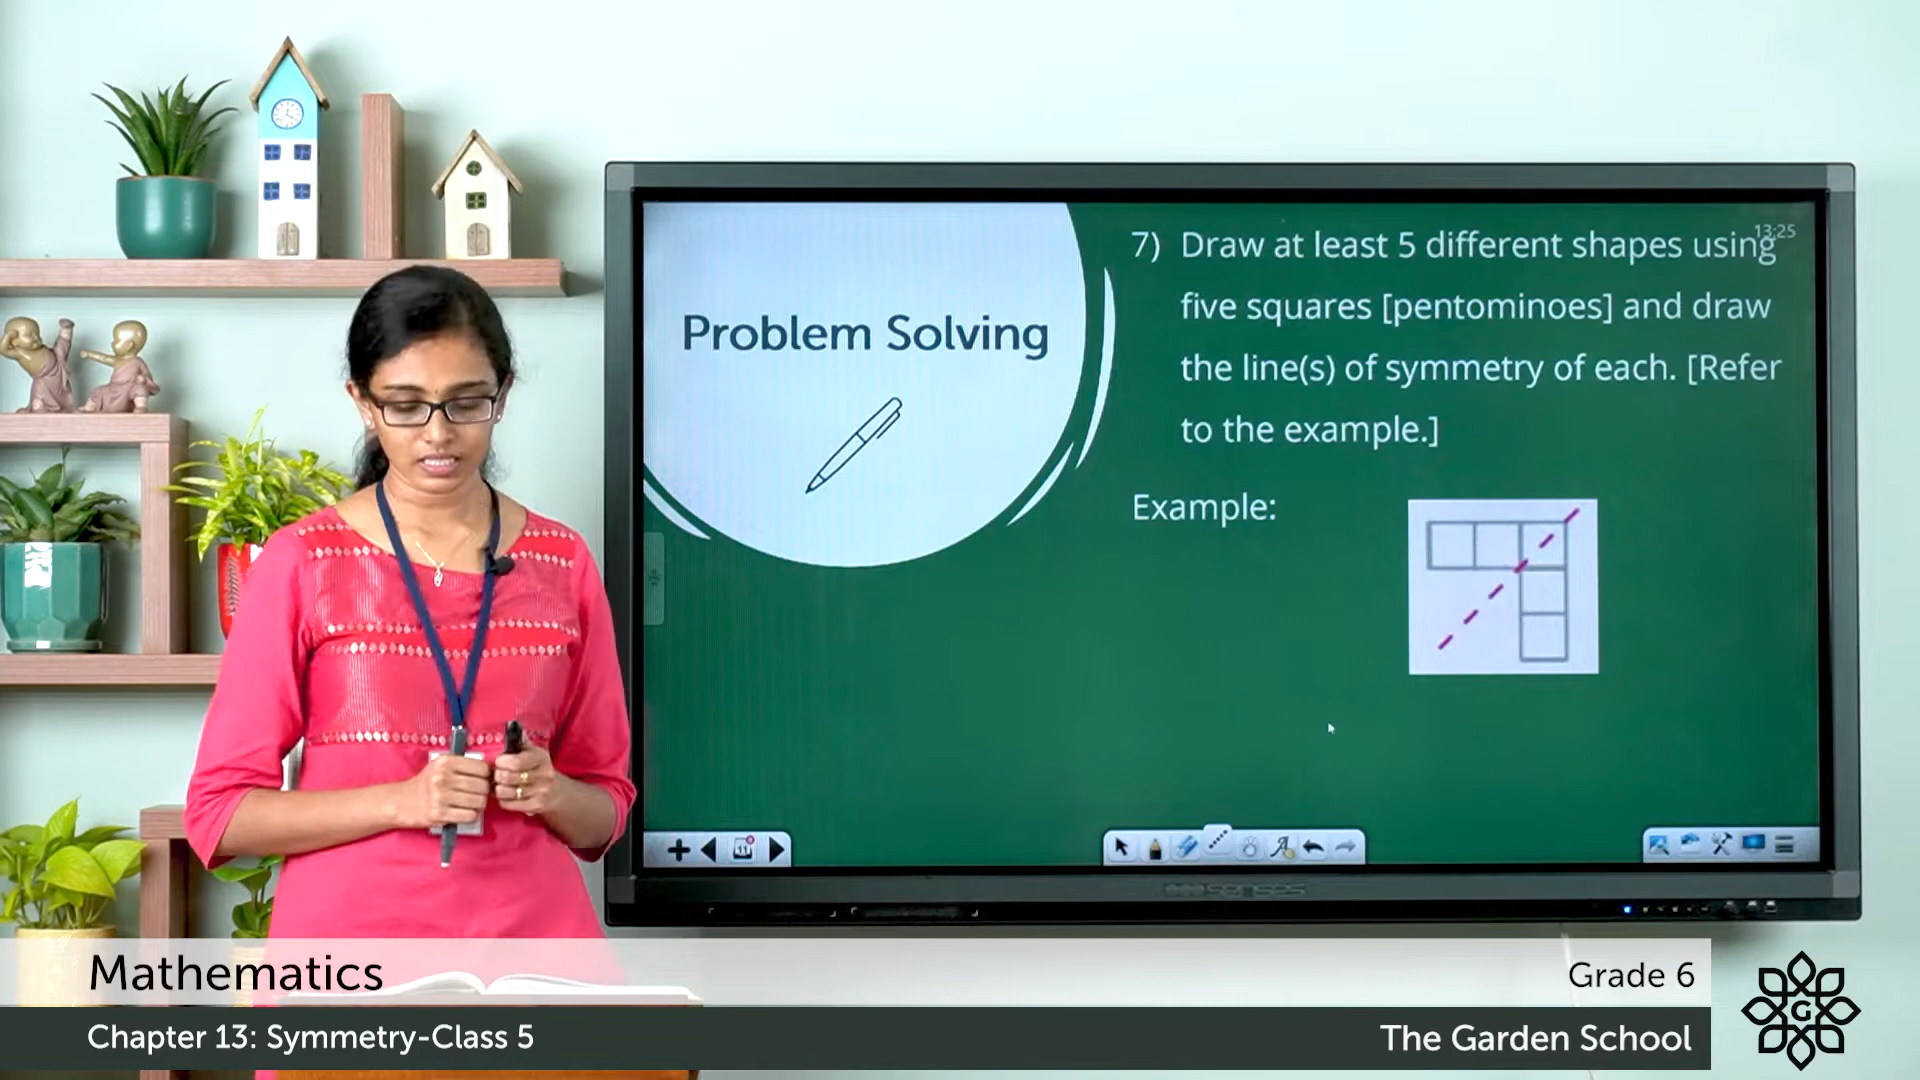 13:25
7) Draw at least 5 different shapes using
five squares [pentominoes] and draw
the line(s) of symmetry of each. [Refer
to the example.]
Problem Solving
Example:
11
Mathematics
Grade 6
Chapter 13: Symmetry-Class 5
The Garden School
G